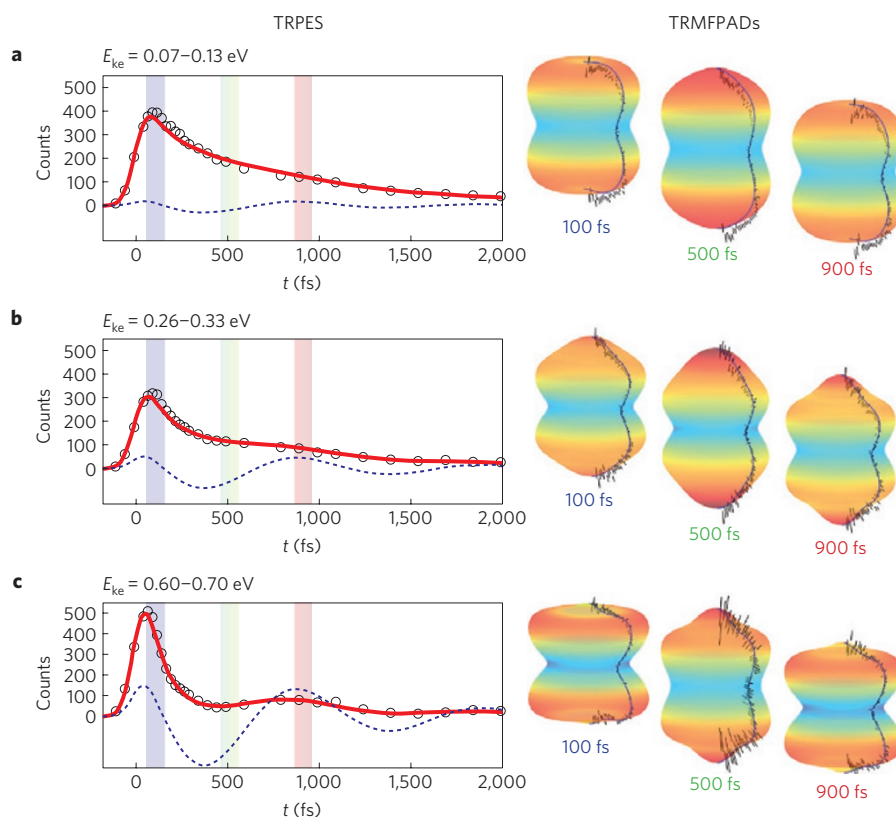 TRPES
TRMFPADs
a
E_ke = 0.07–0.13 eV
500
400
300
200
100
0
Counts
0
500
1,000
1,500
2,000
t (fs)
100 fs
500 fs
900 fs
b
E_ke = 0.26–0.33 eV
500
400
300
200
100
0
Counts
0
500
1,000
1,500
2,000
t (fs)
100 fs
500 fs
900 fs
c
E_ke = 0.60–0.70 eV
500
400
300
200
100
0
Counts
0
500
1,000
1,500
2,000
t (fs)
100 fs
500 fs
900 fs